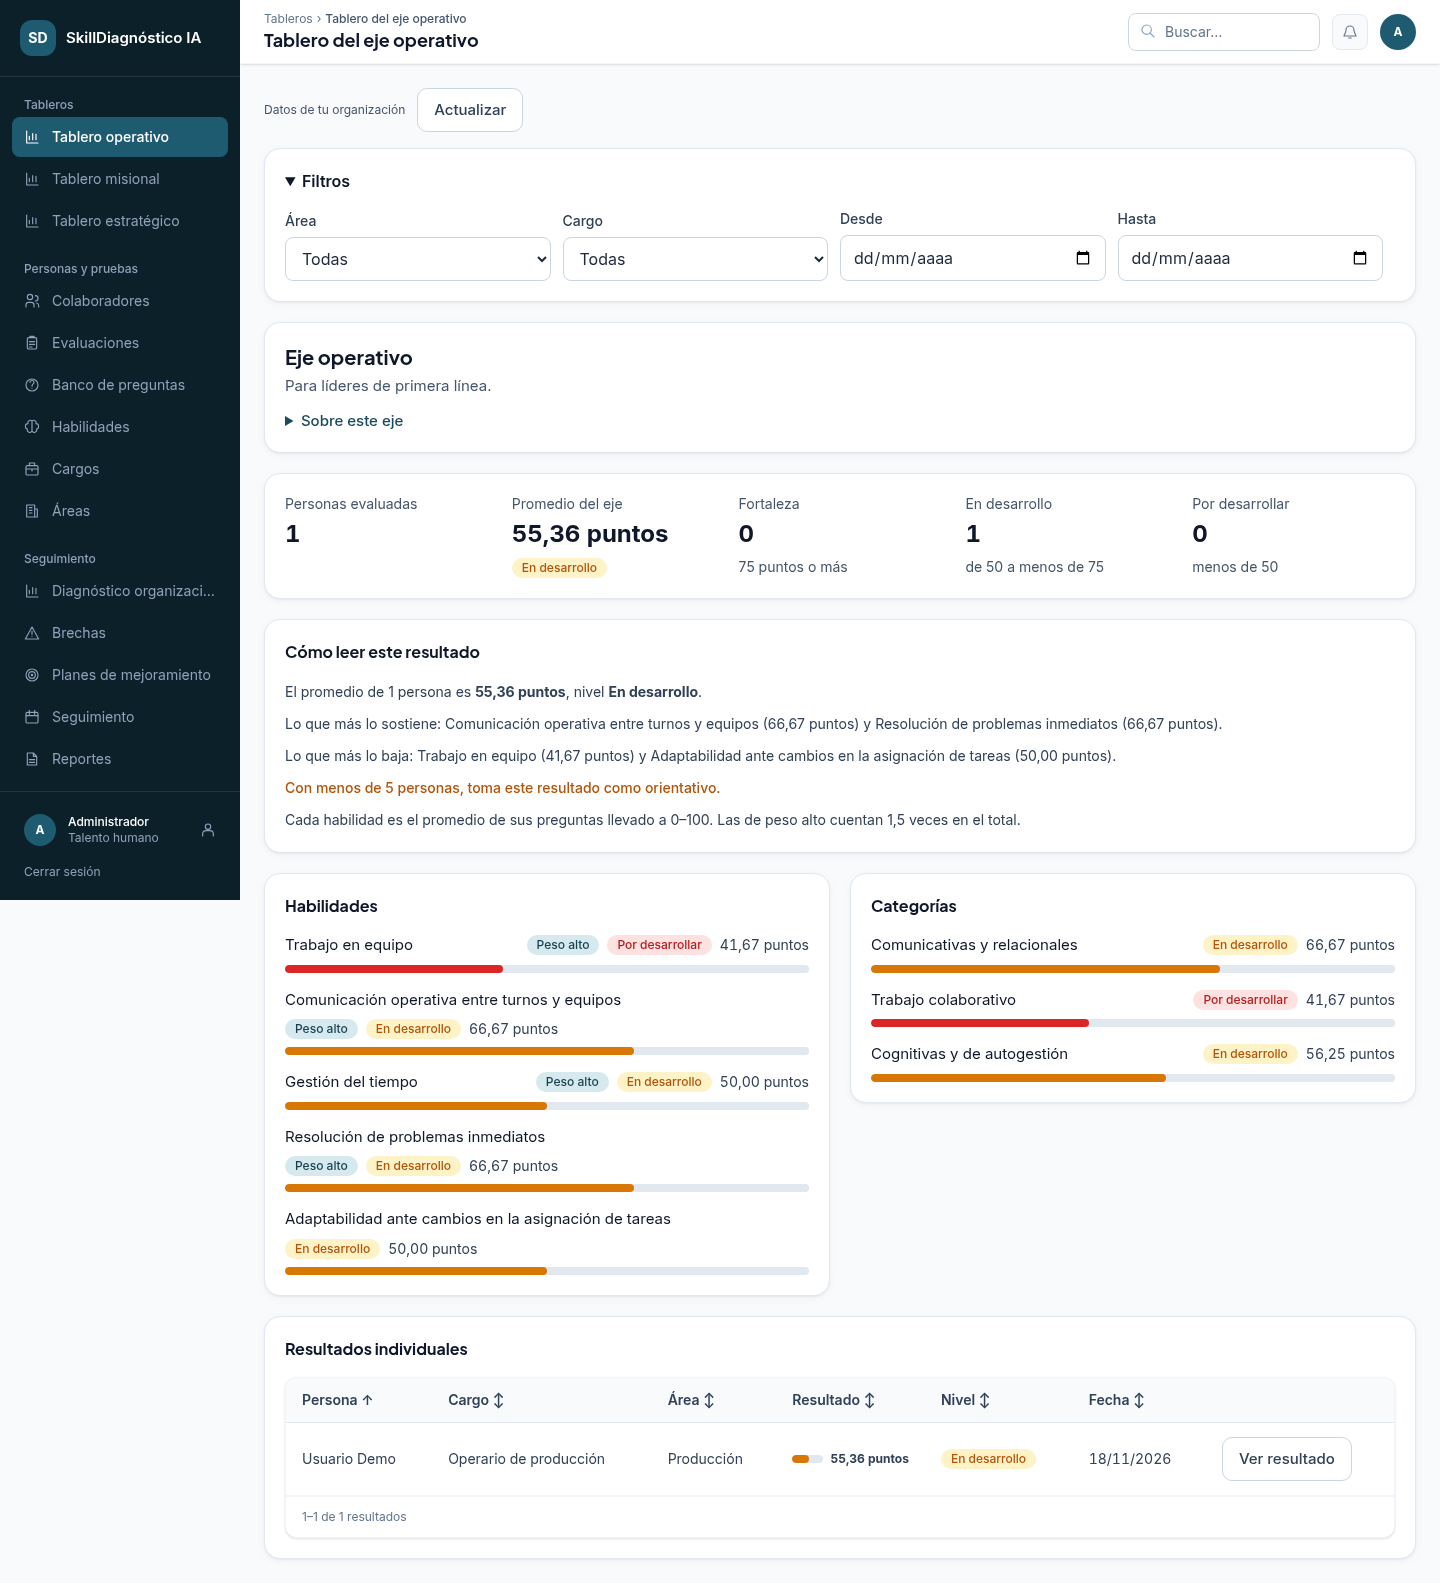 SD SkillDiagnóstico IA
Tableros
Tablero operativo
Tablero misional
Tablero estratégico
Personas y pruebas
Colaboradores
Evaluaciones
Banco de preguntas
Habilidades
Cargos
Áreas
Seguimiento
Diagnóstico organizaci...
Brechas
Planes de mejoramiento
Seguimiento
Reportes
A Administrador
Talento humano
Cerrar sesión
Tableros › Tablero del eje operativo
Tablero del eje operativo
Buscar...
A
Datos de tu organización Actualizar
▼ Filtros
Área Cargo Desde Hasta
Todas Todas dd/mm/aaaa dd/mm/aaaa
Eje operativo
Para líderes de primera línea.
▶ Sobre este eje
Personas evaluadas Promedio del eje Fortaleza En desarrollo Por desarrollar
1 55,36 puntos 0 1 0
En desarrollo 75 puntos o más de 50 a menos de 75 menos de 50
Cómo leer este resultado
El promedio de 1 persona es 55,36 puntos, nivel En desarrollo.
Lo que más lo sostiene: Comunicación operativa entre turnos y equipos (66,67 puntos) y Resolución de problemas inmediatos (66,67 puntos).
Lo que más lo baja: Trabajo en equipo (41,67 puntos) y Adaptabilidad ante cambios en la asignación de tareas (50,00 puntos).
Con menos de 5 personas, toma este resultado como orientativo.
Cada habilidad es el promedio de sus preguntas llevado a 0–100. Las de peso alto cuentan 1,5 veces en el total.
Habilidades
Trabajo en equipo Peso alto Por desarrollar 41,67 puntos
Comunicación operativa entre turnos y equipos
Peso alto En desarrollo 66,67 puntos
Gestión del tiempo Peso alto En desarrollo 50,00 puntos
Resolución de problemas inmediatos
Peso alto En desarrollo 66,67 puntos
Adaptabilidad ante cambios en la asignación de tareas
En desarrollo 50,00 puntos
Categorías
Comunicativas y relacionales En desarrollo 66,67 puntos
Trabajo colaborativo Por desarrollar 41,67 puntos
Cognitivas y de autogestión En desarrollo 56,25 puntos
Resultados individuales
Persona ↑ Cargo ↕ Área ↕ Resultado ↕ Nivel ↕ Fecha ↕
Usuario Demo Operario de producción Producción 55,36 puntos En desarrollo 18/11/2026 Ver resultado
1–1 de 1 resultados